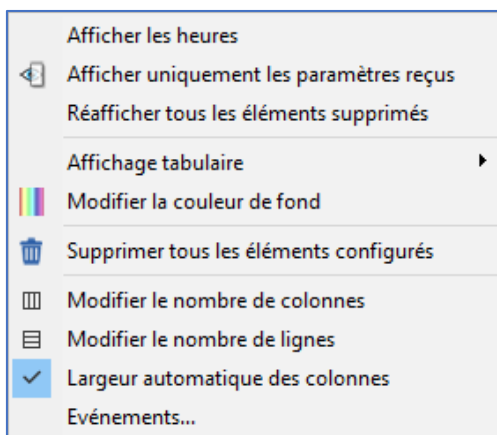 Afficher les heures
Afficher uniquement les paramètres reçus
Réafficher tous les éléments supprimés
Affichage tabulaire
Modifier la couleur de fond
Supprimer tous les éléments configurés
Modifier le nombre de colonnes
Modifier le nombre de lignes
Largeur automatique des colonnes
Evénements...